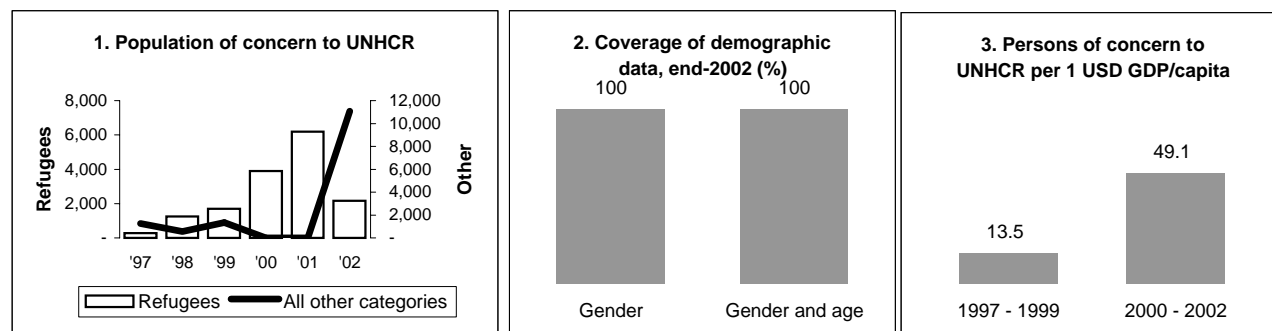 1. Population of concern to UNHCR
8,000
6,000
4,000
2,000
-
Refugees
12,000
10,000
8,000
6,000
4,000
2,000
-
Other
'97 '98 '99 '00 '01 '02
Refugees All other categories
2. Coverage of demographic
data, end-2002 (%)
100 100
Gender Gender and age
3. Persons of concern to
UNHCR per 1 USD GDP/capita
49.1
13.5
1997 - 1999 2000 - 2002